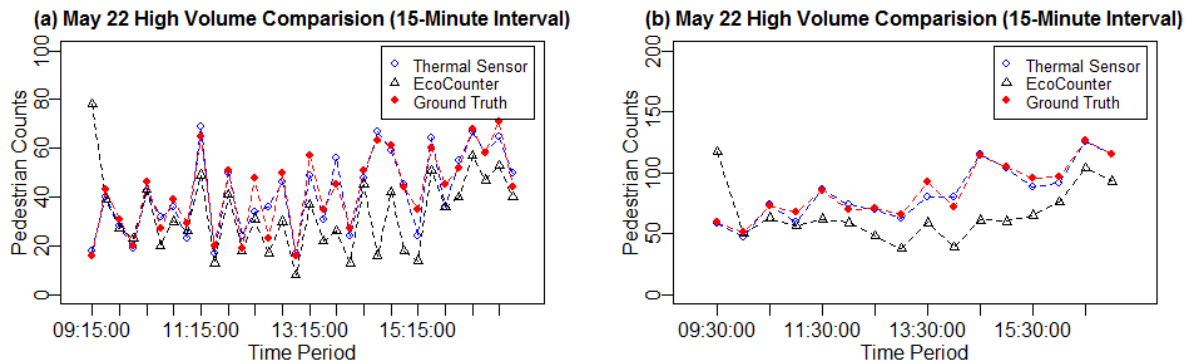 (a) May 22 High Volume Comparision (15-Minute Interval)
Pedestrian Counts
100
80
60
40
20
0
Thermal Sensor
EcoCounter
Ground Truth
09:15:00 11:15:00 13:15:00 15:15:00
Time Period
(b) May 22 High Volume Comparision (15-Minute Interval)
Pedestrian Counts
200
150
100
50
0
Thermal Sensor
EcoCounter
Ground Truth
09:30:00 11:30:00 13:30:00 15:30:00
Time Period